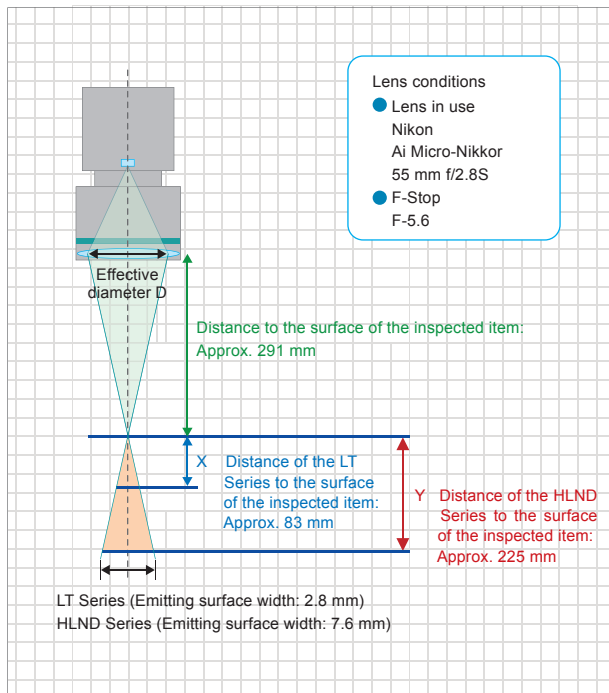 Lens conditions
Lens in use
Nikon
Ai Micro-Nikkor
55 mm f/2.8S
F-Stop
F-5.6
Effective
diameter D
Distance to the surface of the inspected item:
Approx. 291 mm
X Distance of the LT
Series to the surface
of the inspected item:
Approx. 83 mm
Y Distance of the HLND
Series to the surface
of the inspected item:
Approx. 225 mm
LT Series (Emitting surface width: 2.8 mm)
HLND Series (Emitting surface width: 7.6 mm)